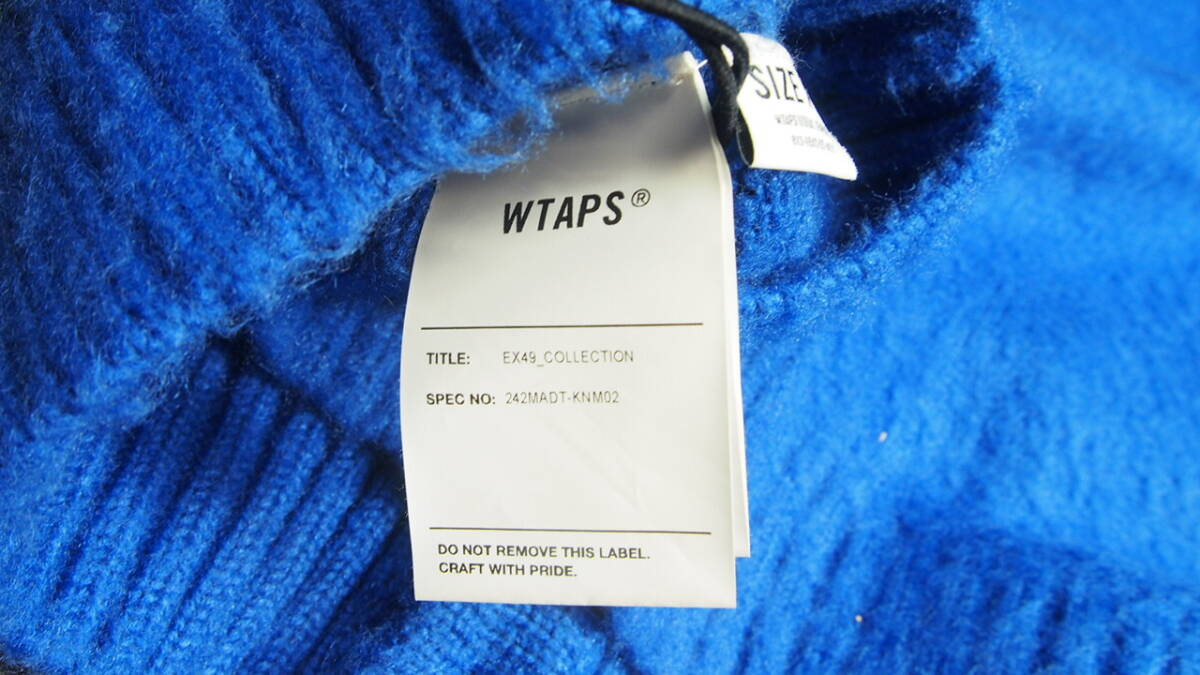 SIZE
WTAPS®
TITLE: EX49_COLLECTION
SPEC NO: 242MADT-KNM02
DO NOT REMOVE THIS LABEL.
CRAFT WITH PRIDE.